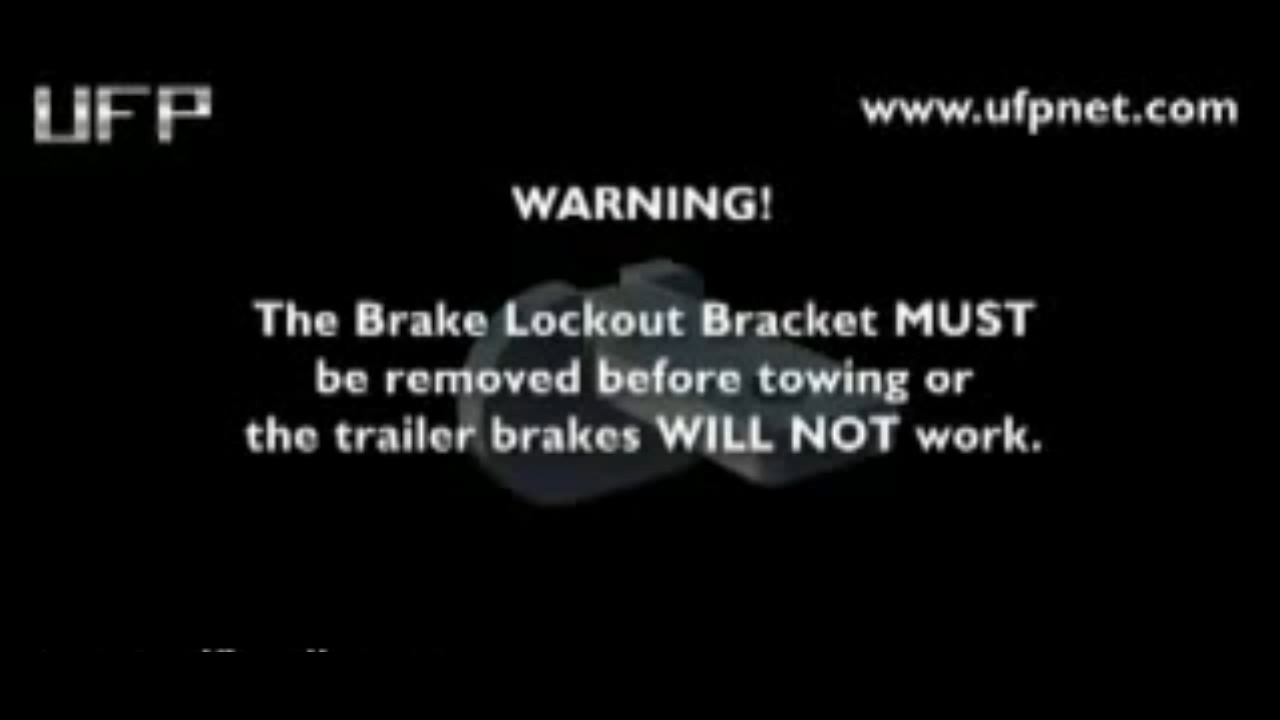 UFP
www.ufpnet.com
WARNING!
The Brake Lockout Bracket MUST
be removed before towing or
the trailer brakes WILL NOT work.